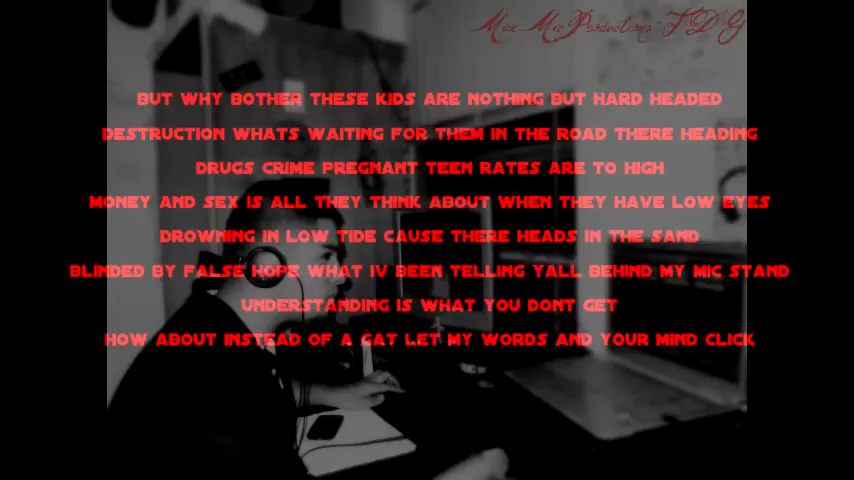 Mixx Mic Productions- TDG
BUT WHY BOTHER THESE KIDS ARE NOTHING BUT HARD HEADED
DESTRUCTION WHATS WAITING FOR THEM IN THE ROAD THERE HEADING
DRUGS CRIME PREGNANT TEEN RATES ARE TO HIGH
MONEY AND SEX IS ALL THEY THINK ABOUT WHEN THEY HAVE LOW EYES
DROWNING IN LOW TIDE CAUSE THERE HEADS IN THE SAND
BLINDED BY FALSE HOPE WHAT IV BEEN TELLING YALL BEHIND MY MIC STAND
UNDERSTANDING IS WHAT YOU DONT GET
HOW ABOUT INSTEAD OF A GAT LET MY WORDS AND YOUR MIND CLICK